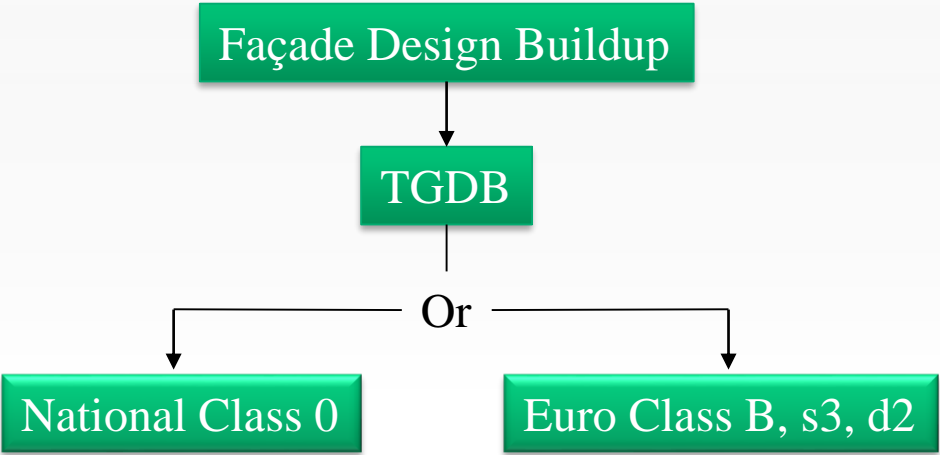 Façade Design Buildup
TGDB
Or
National Class 0
Euro Class B, s3, d2